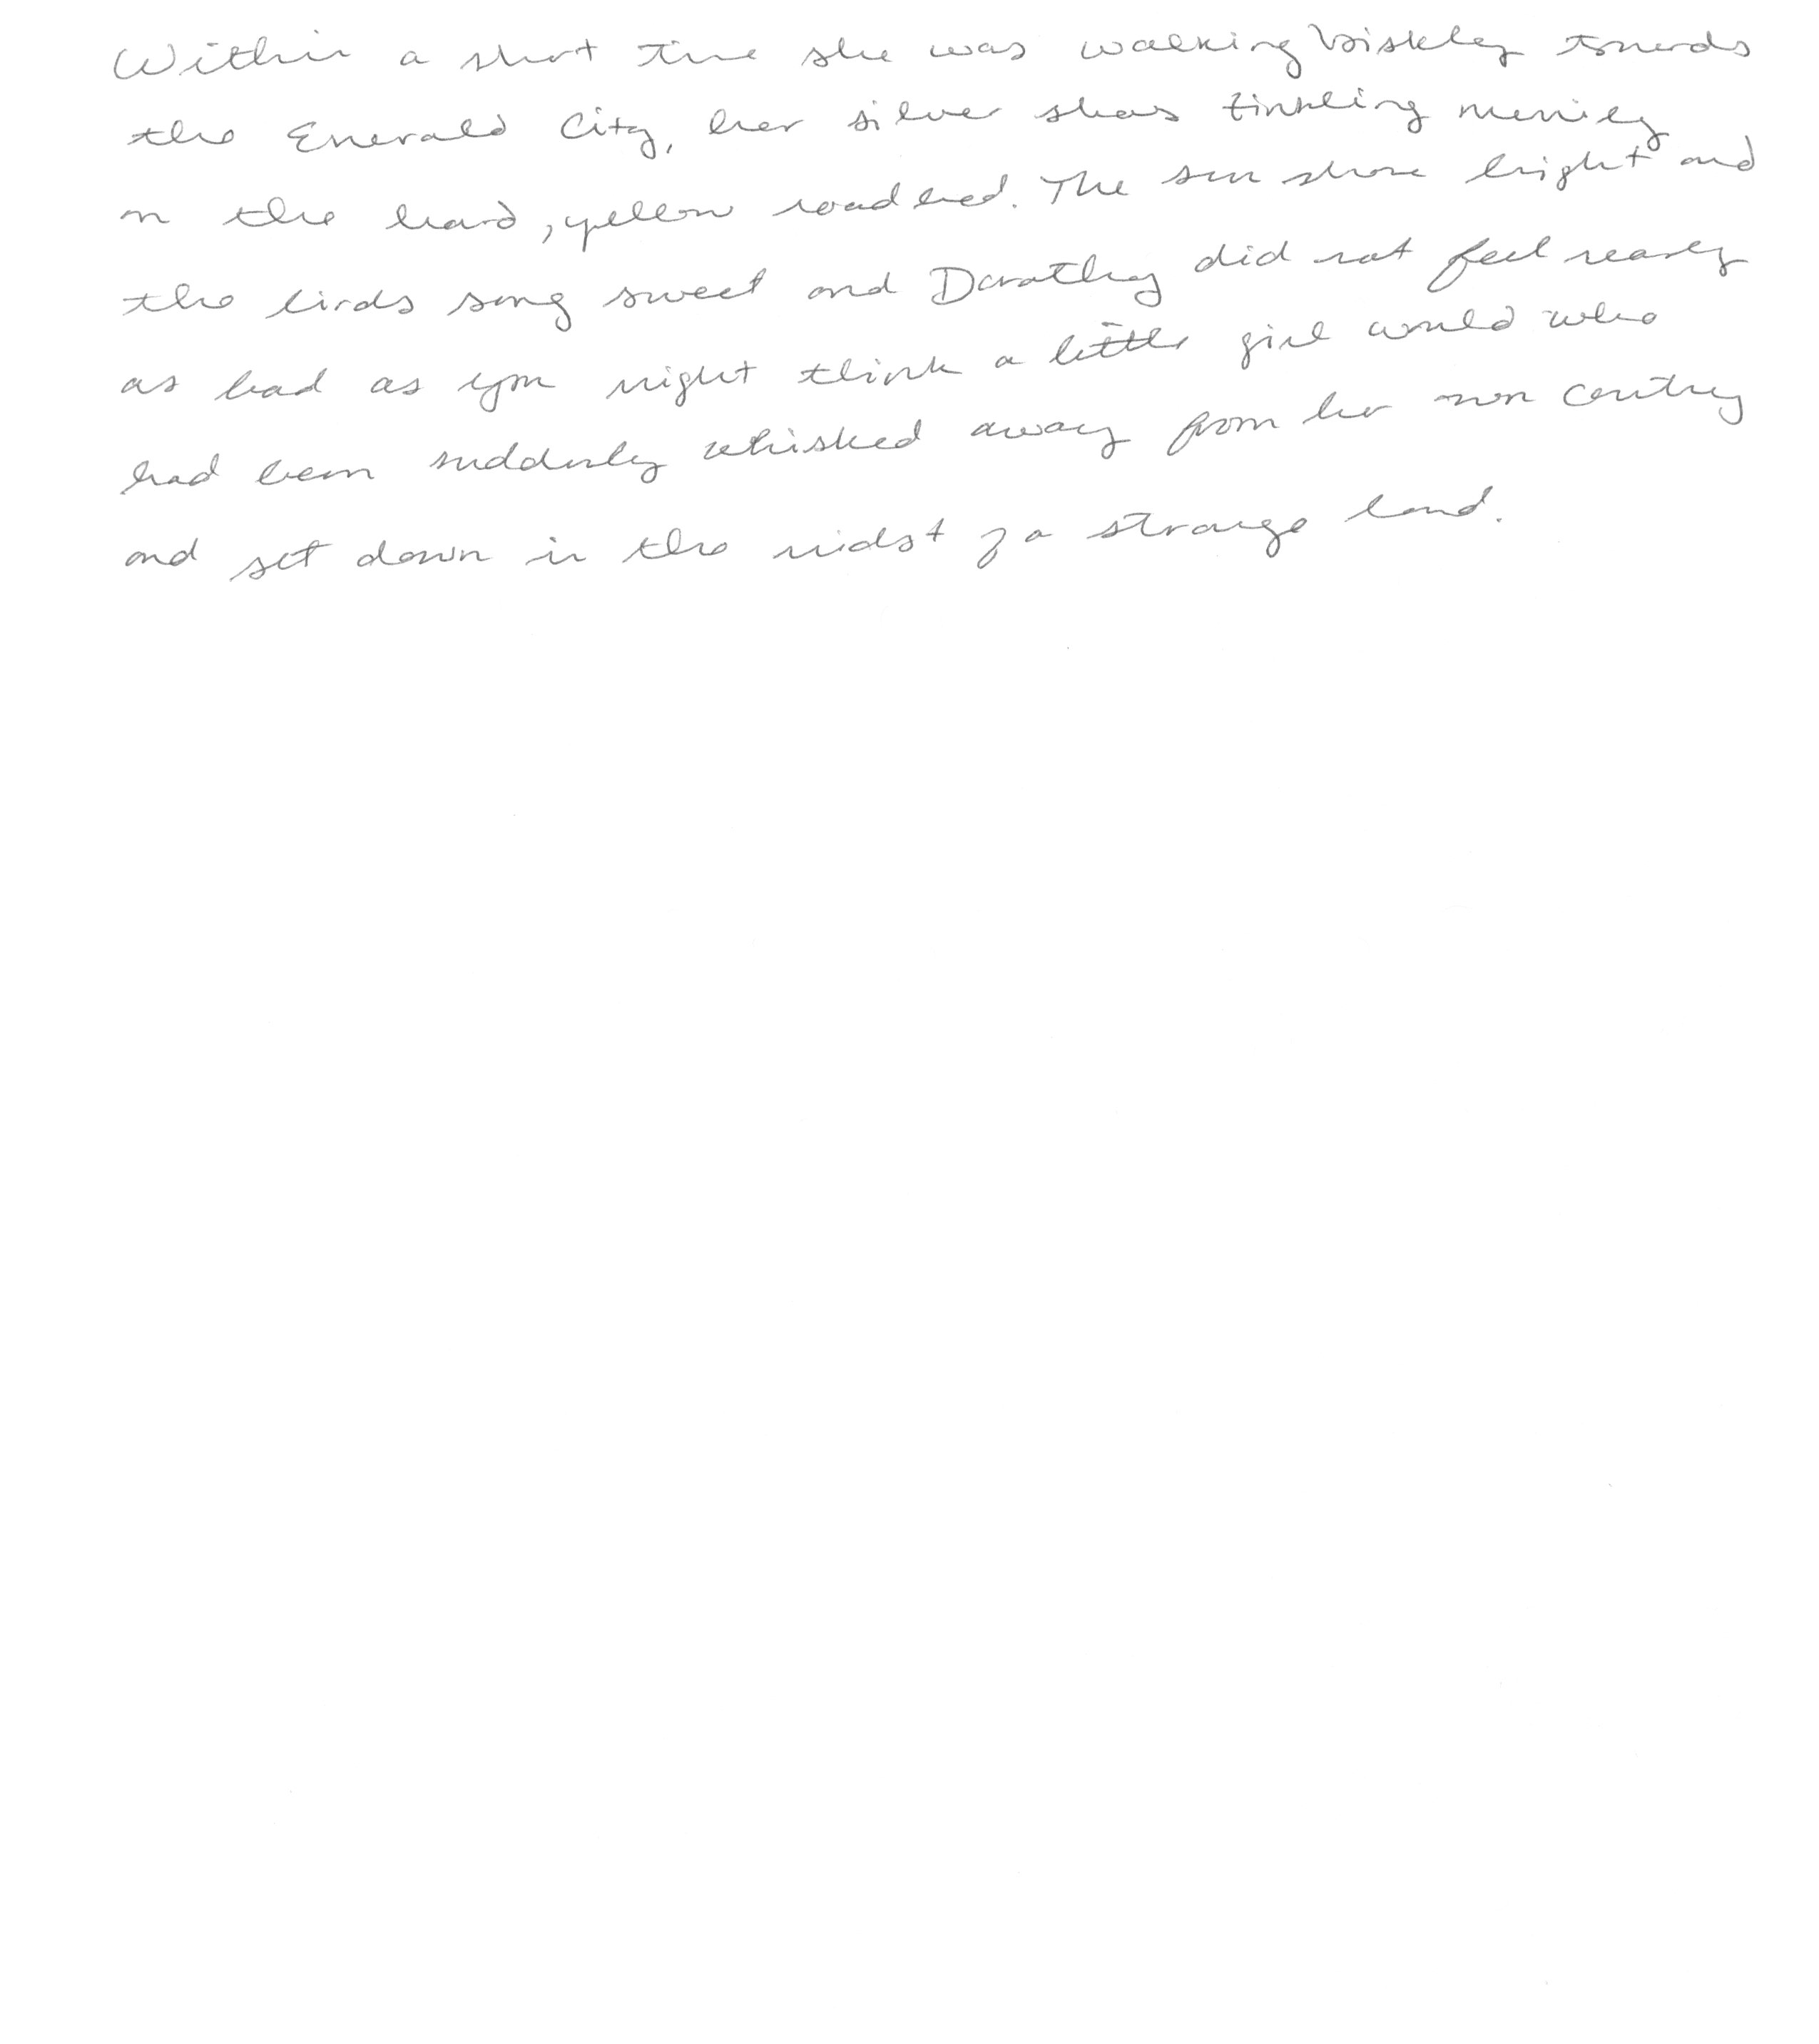 Within a short time she was walking briskly towards
the Emerald City, her silver shoes tinkling merrily
on the hard, yellow roadbed. The sun shone bright and
the birds sang sweet and Dorothy did not feel nearly
as bad as you might think a little girl would who
had been suddenly whisked away from her own country
and set down in the midst of a strange land.